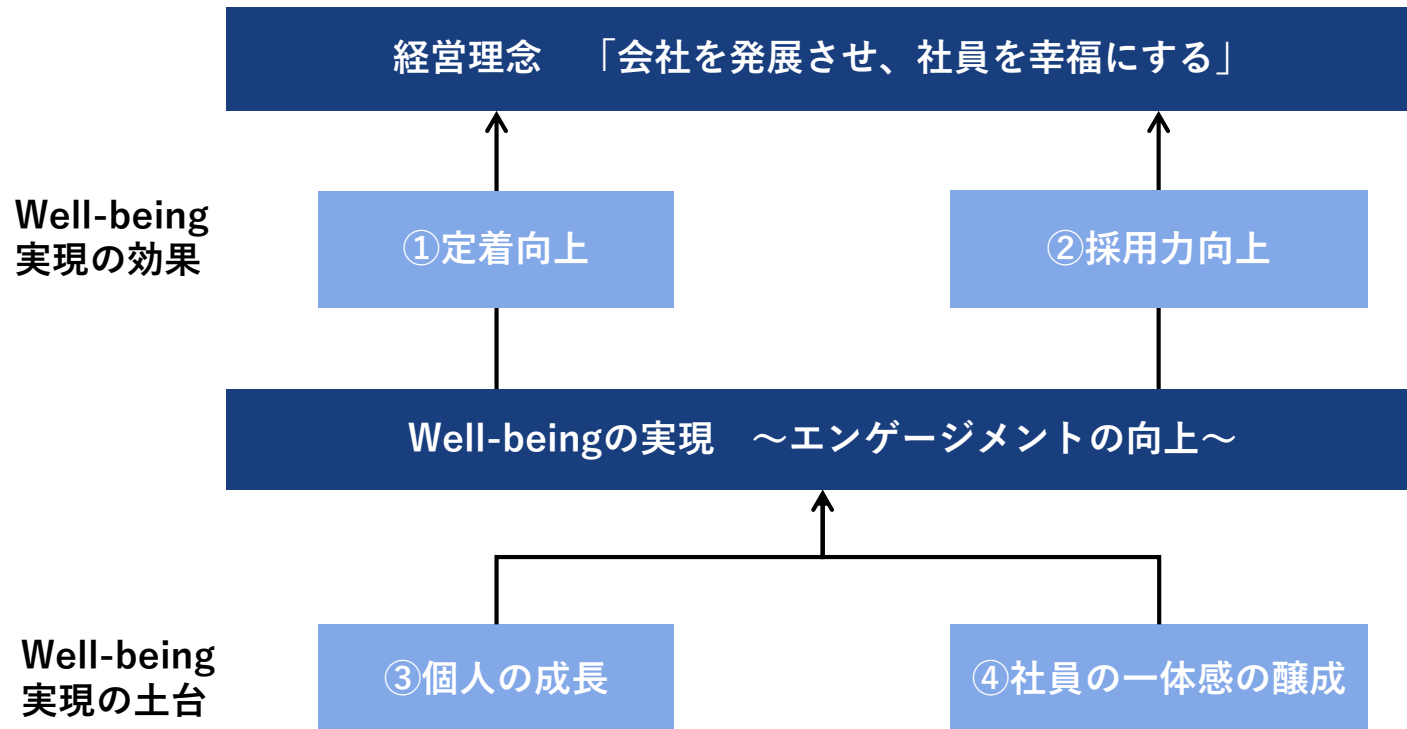 経営理念　「会社を発展させ、社員を幸福にする」
Well-being
実現の効果
①定着向上
②採用力向上
Well-beingの実現　～エンゲージメントの向上～
Well-being
実現の土台
③個人の成長
④社員の一体感の醸成